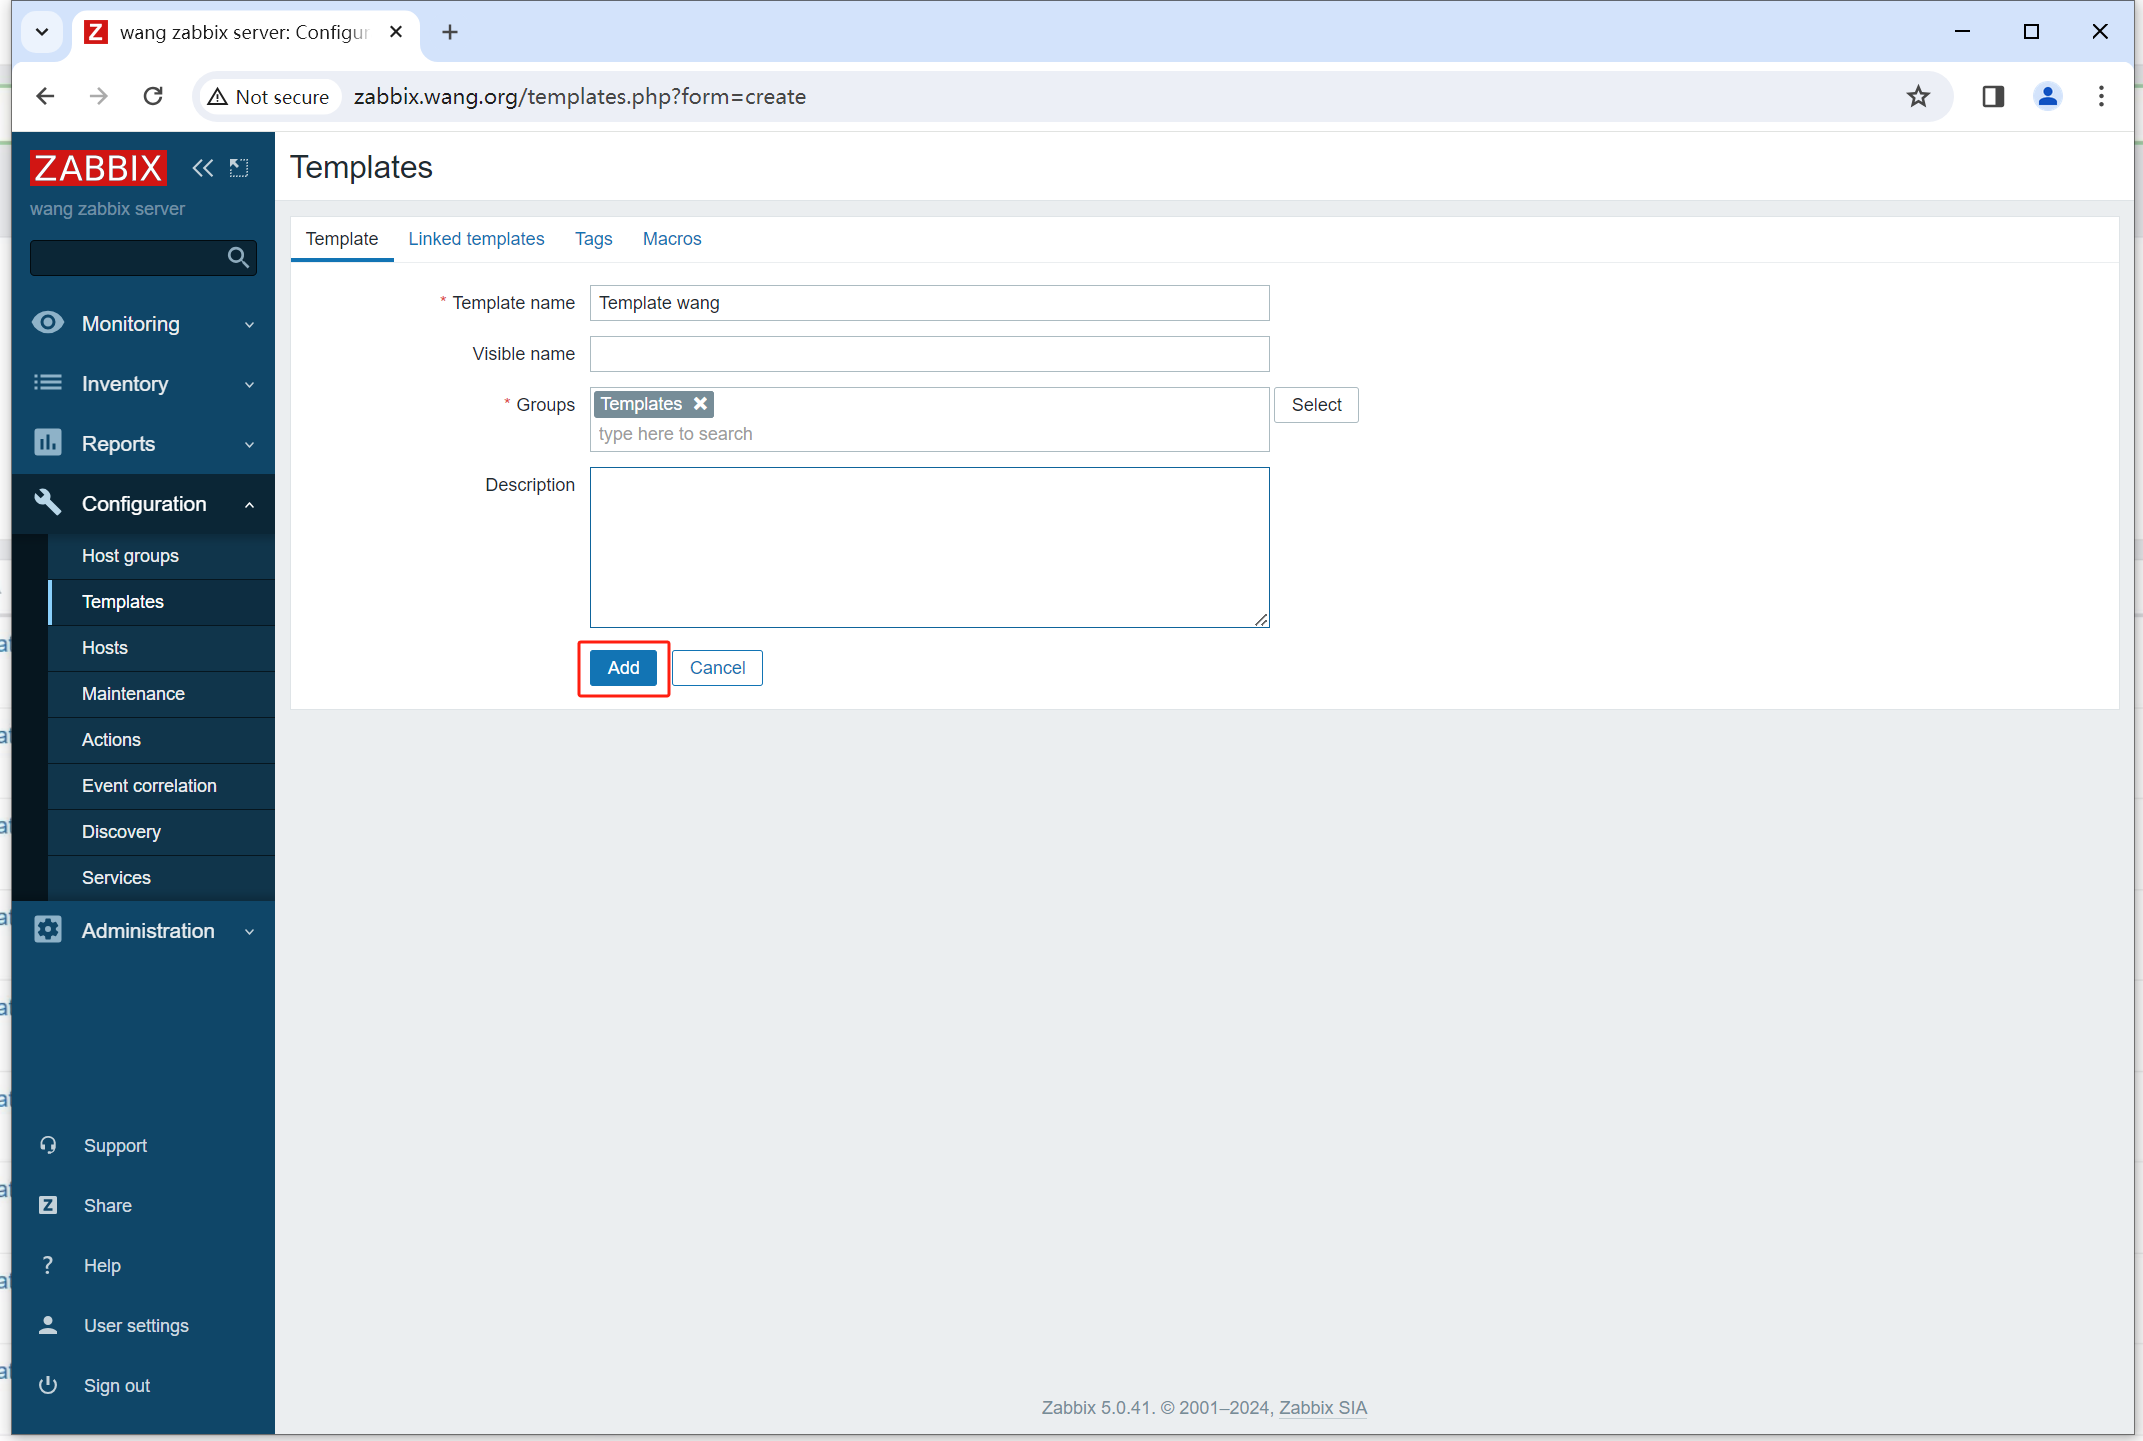 wang zabbix server: Configur
Not secure
zabbix.wang.org/templates.php?form=create
ZABBIX
wang zabbix server
Monitoring
Inventory
Reports
Configuration
Host groups
Templates
Hosts
Maintenance
Actions
Event correlation
Discovery
Services
Administration
Support
Share
Help
User settings
Sign out
Templates
Template Linked templates Tags Macros
* Template name Template wang
Visible name
* Groups Templates Select
type here to search
Description
Add Cancel
Zabbix 5.0.41. © 2001–2024, Zabbix SIA